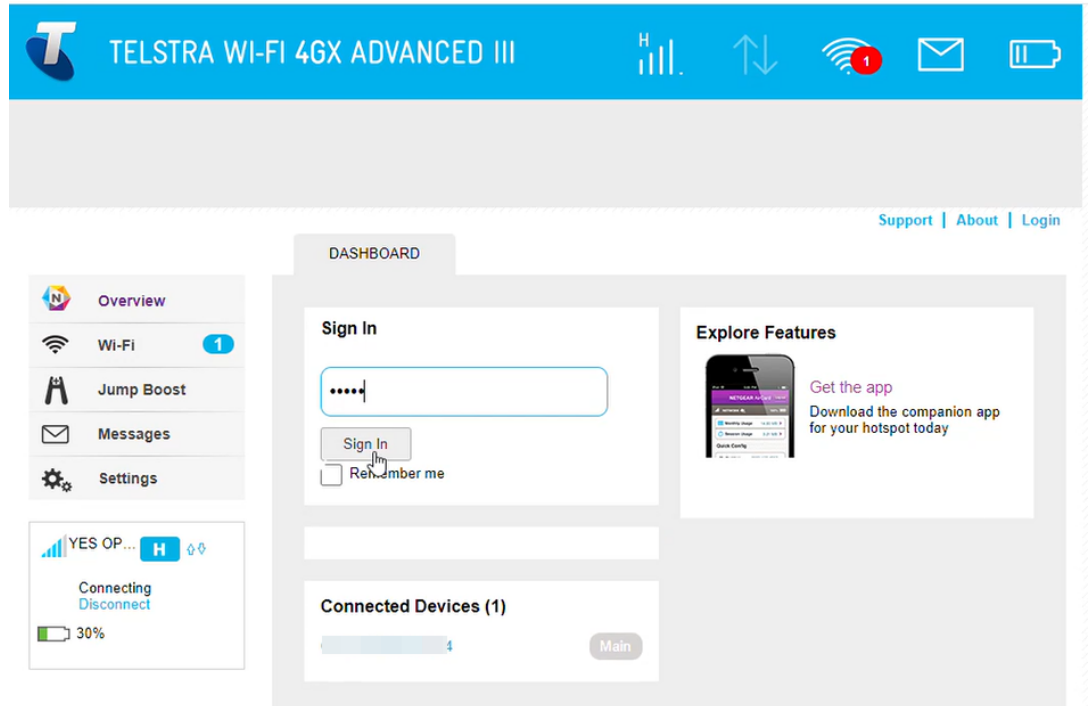 T TELSTRA WI-FI 4GX ADVANCED III H 1
Support | About | Login
DASHBOARD
N Overview
Wi-Fi 1
Jump Boost
Messages
Settings
YES OP... H
Connecting
Disconnect
30%
Sign In
•••••
Sign In
Remember me
Connected Devices (1)
4 Main
Explore Features
Get the app
Download the companion app
for your hotspot today